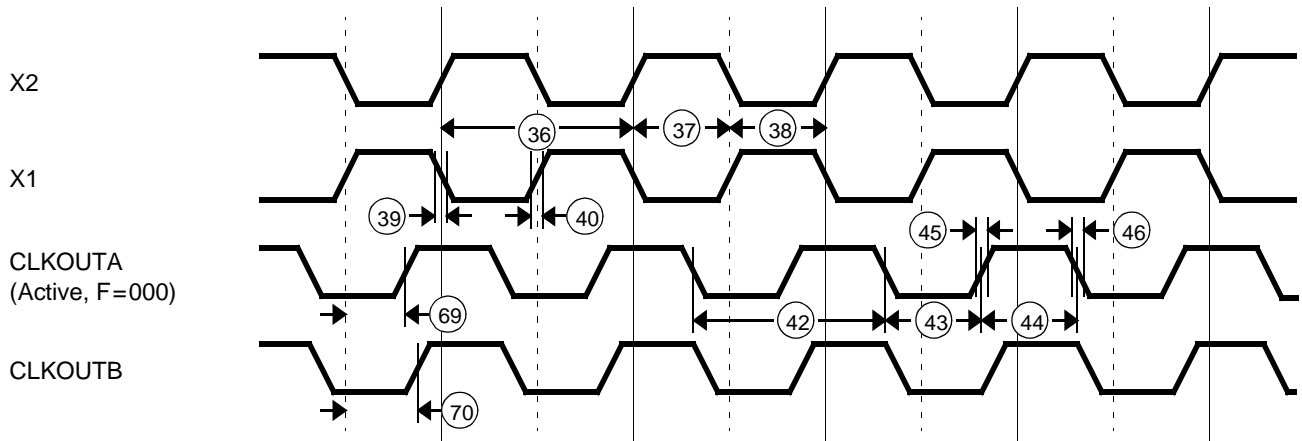 X2
36
37
38
X1
39
40
45
46
CLKOUTA
(Active, F=000)
69
42
43
44
CLKOUTB
70